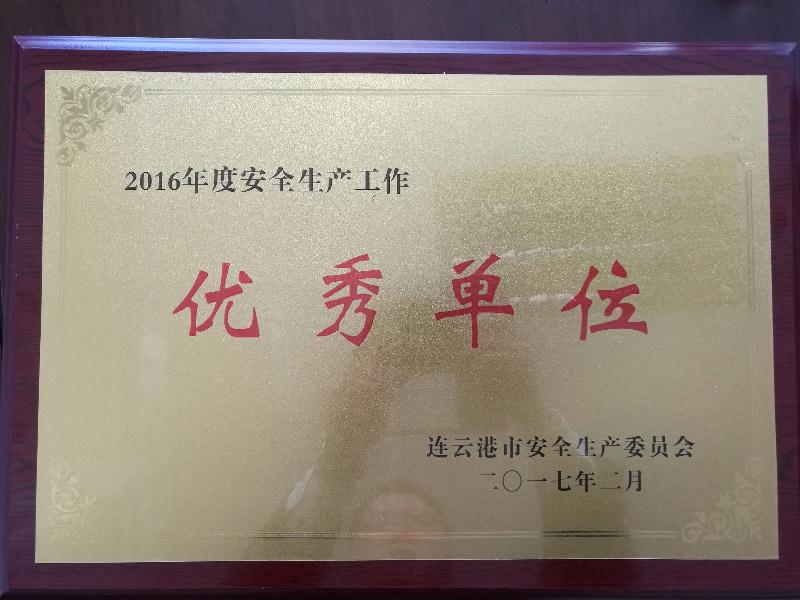 2016年度安全生产工作
优秀单位
连云港市安全生产委员会
二〇一七年二月